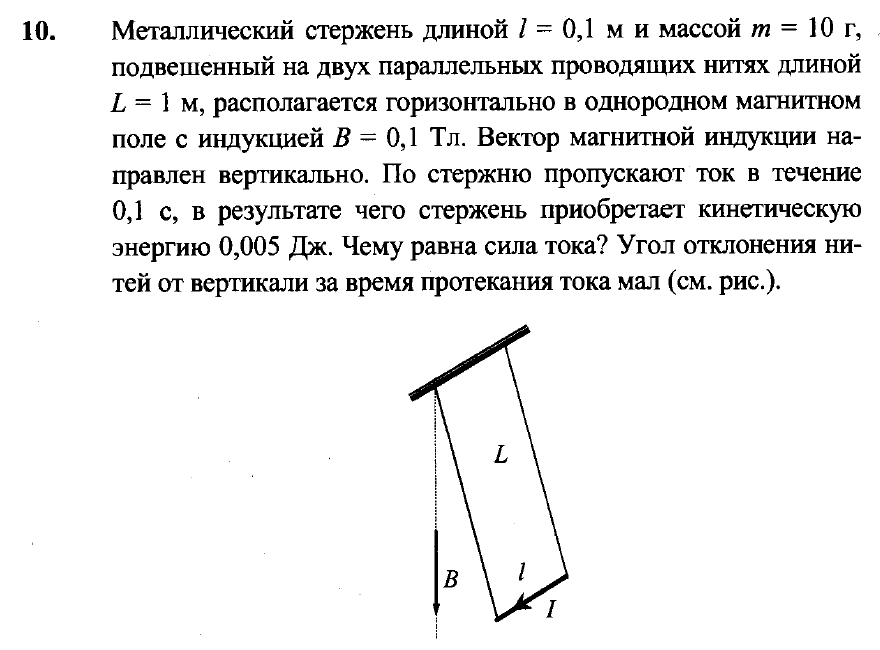 10. Металлический стержень длиной l = 0,1 м и массой m = 10 г,
подвешенный на двух параллельных проводящих нитях длиной
L = 1 м, располагается горизонтально в однородном магнитном
поле с индукцией B = 0,1 Тл. Вектор магнитной индукции на-
правлен вертикально. По стержню пропускают ток в течение
0,1 с, в результате чего стержень приобретает кинетическую
энергию 0,005 Дж. Чему равна сила тока? Угол отклонения ни-
тей от вертикали за время протекания тока мал (см. рис.).
L
B
l
I